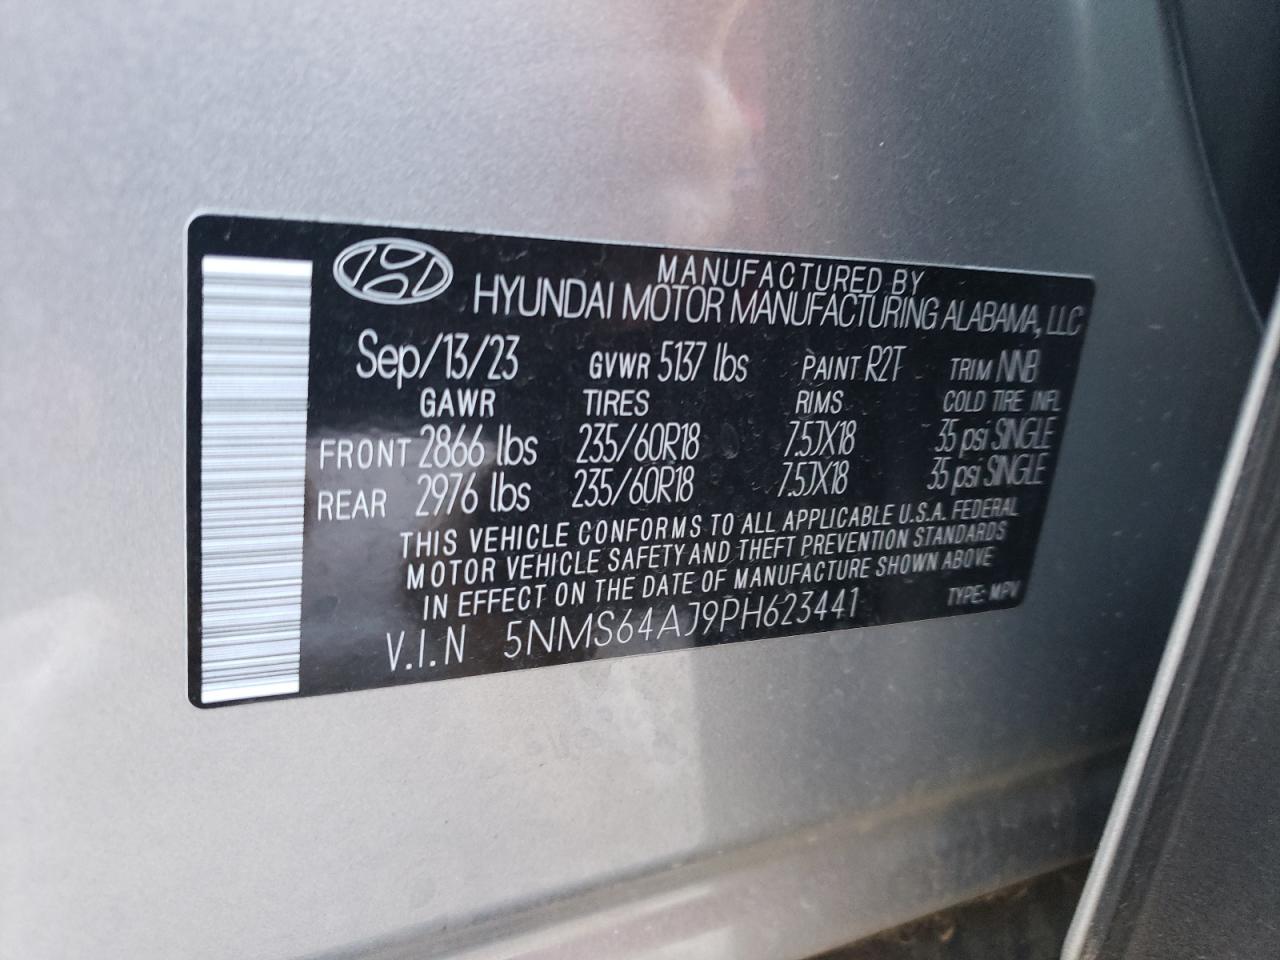 MANUFACTURED BY
HYUNDAI MOTOR MANUFACTURING ALABAMA, LLC
Sep/13/23 GVWR 5137 lbs PAINT R2T TRIM NNB
GAWR TIRES RIMS COLD TIRE INFL
FRONT 2866 lbs 235/60R18 7.5JX18 35 psi SINGLE
REAR 2976 lbs 235/60R18 7.5JX18 35 psi SINGLE
THIS VEHICLE CONFORMS TO ALL APPLICABLE U.S.A. FEDERAL
MOTOR VEHICLE SAFETY AND THEFT PREVENTION STANDARDS
IN EFFECT ON THE DATE OF MANUFACTURE SHOWN ABOVE
V.I.N 5NMS64AJ9PH623441 TYPE: MPV